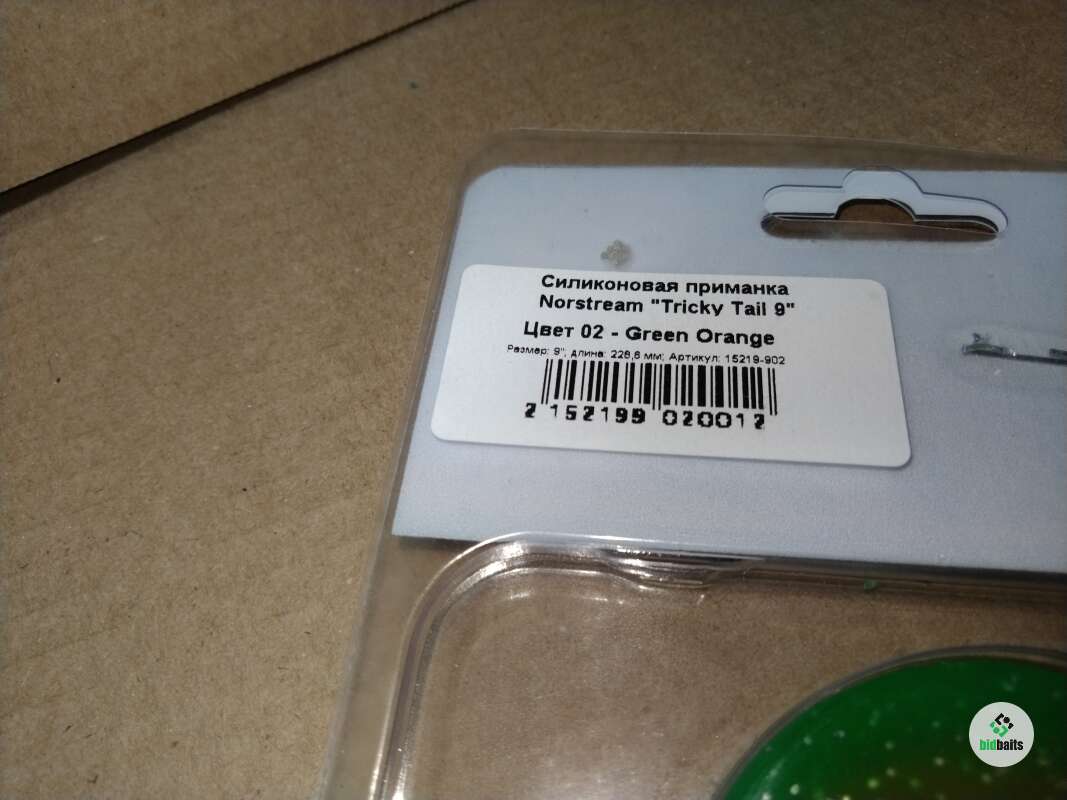 Силиконовая приманка
Norstream "Tricky Tail 9"
Цвет 02 - Green Orange
Размер: 9", длина: 228,6 мм; Артикул: 15219-902
2 152199 020012
bidbaits